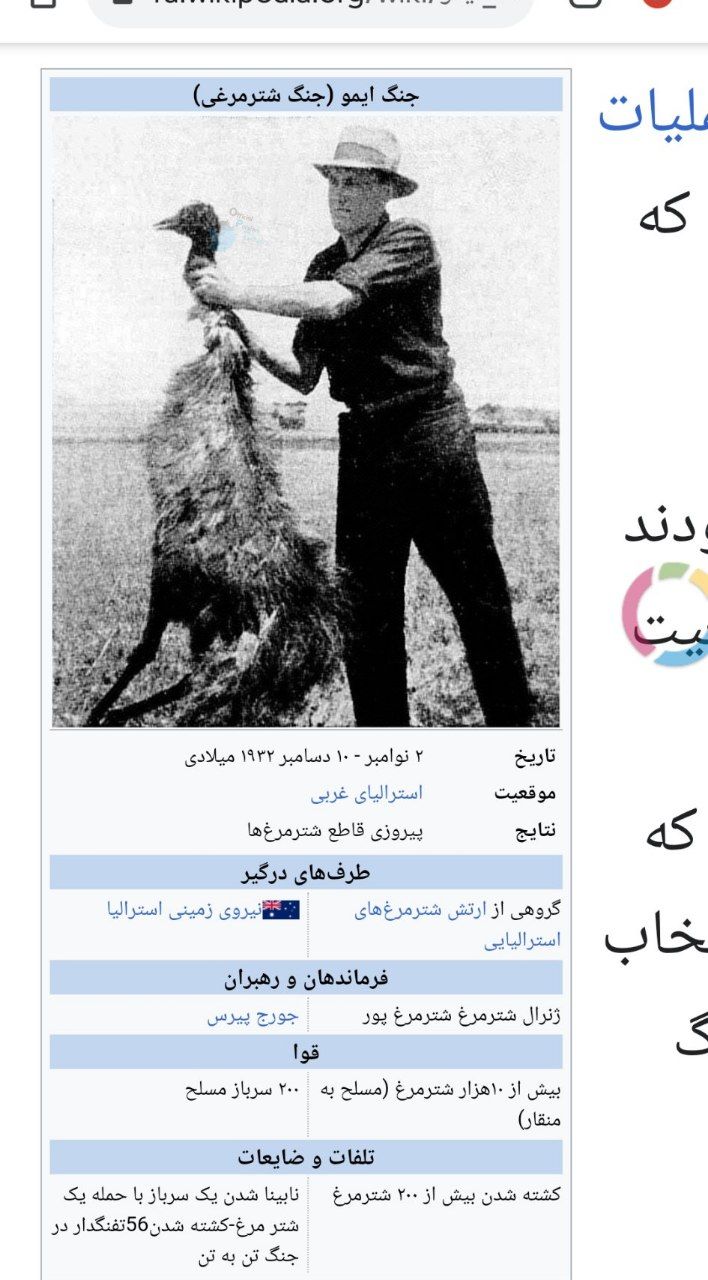 fa.wikipedia.org/wiki/
جنگ ایمو (جنگ شترمرغی)
Official
تاریخ ۲ نوامبر - ۱۰ دسامبر ۱۹۳۲ میلادی
موقعیت استرالیای غربی
نتایج پیروزی قاطع شترمرغ‌ها
طرف‌های درگیر
گروهی از ارتش شترمرغ‌های استرالیایی
نیروی زمینی استرالیا
فرماندهان و رهبران
ژنرال شترمرغ شترمرغ پور
جورج پیرس
قوا
بیش از ۱۰هزار شترمرغ (مسلح به
منقار)
۲۰۰ سرباز مسلح
تلفات و ضایعات
کشته شدن بیش از ۲۰۰ شترمرغ
نابینا شدن یک سرباز با حمله یک
شتر مرغ-کشته شدن56تفنگدار در
جنگ تن به تن
که
که